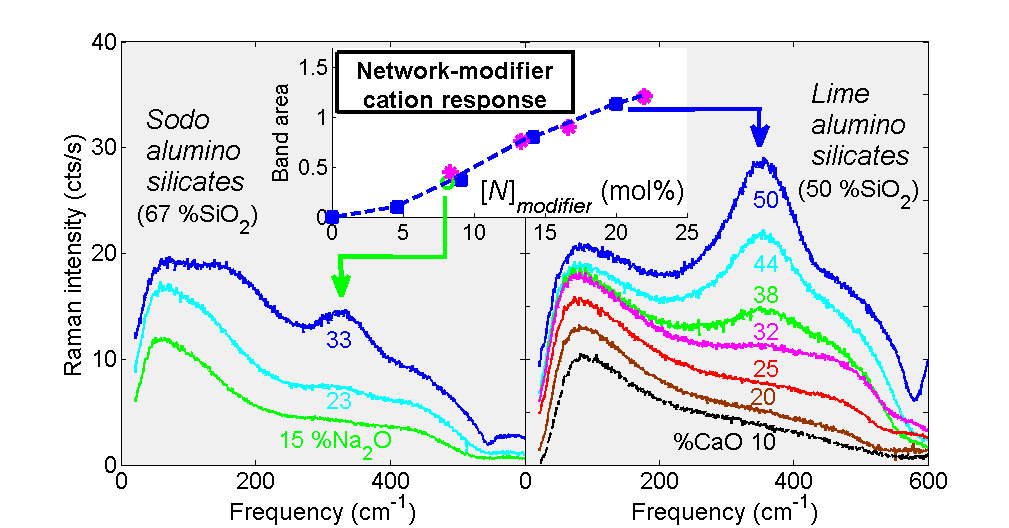 40
30
20
10
0
Raman intensity (cts/s)
Sodo
alumino
silicates
(67 %SiO2)
1.5
1
0.5
0
Band area
Network-modifier
cation response
[N]modifier (mol%)
0 5 10 15 20 25
Lime
alumino
silicates
(50 %SiO2)
33
23
15 %Na2O
50
44
38
32
25
20
%CaO 10
0 200 400 0 200 400 600
Frequency (cm-1) Frequency (cm-1)